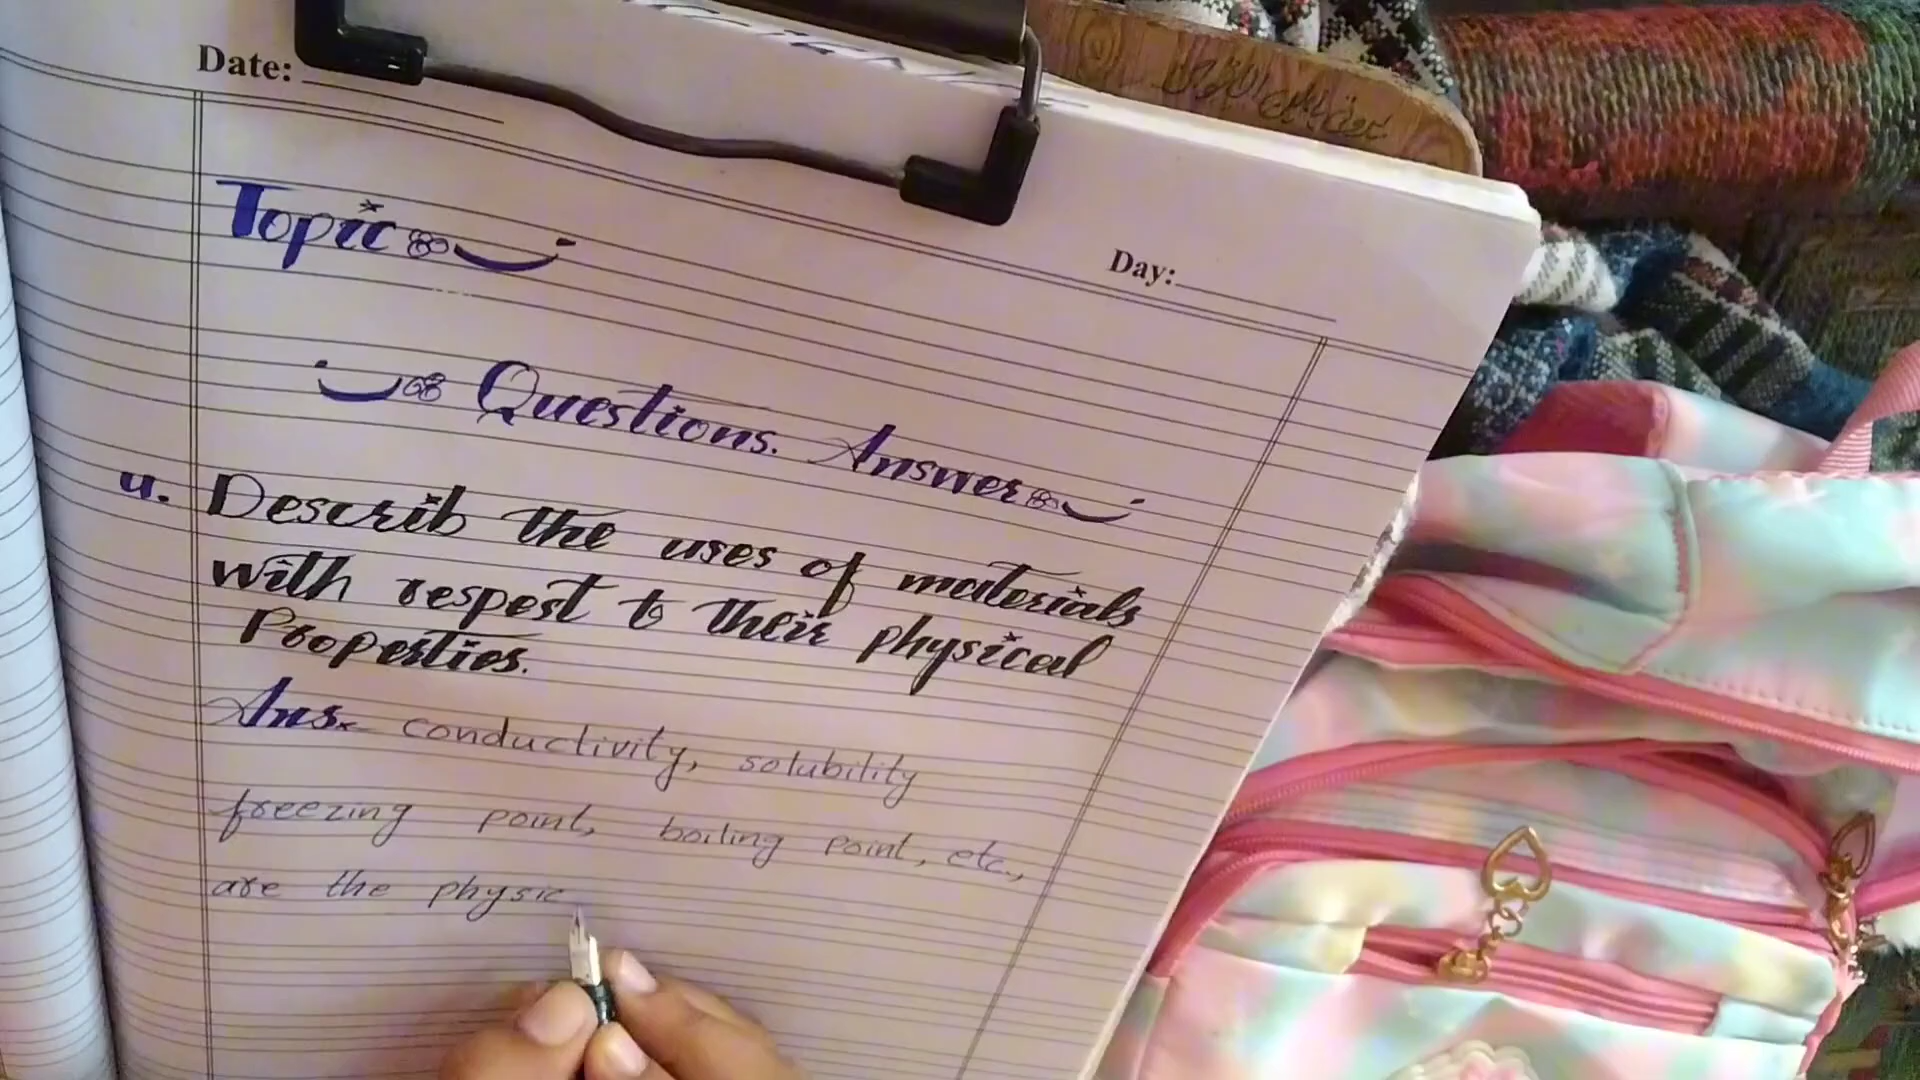 Date:
Day:
Topic
Questions. Answer
4. Describ the uses of materials
with respest to their physical
Properties.
Ans. conductivity, solubility
freezing point, boiling point, etc.,
are the physic